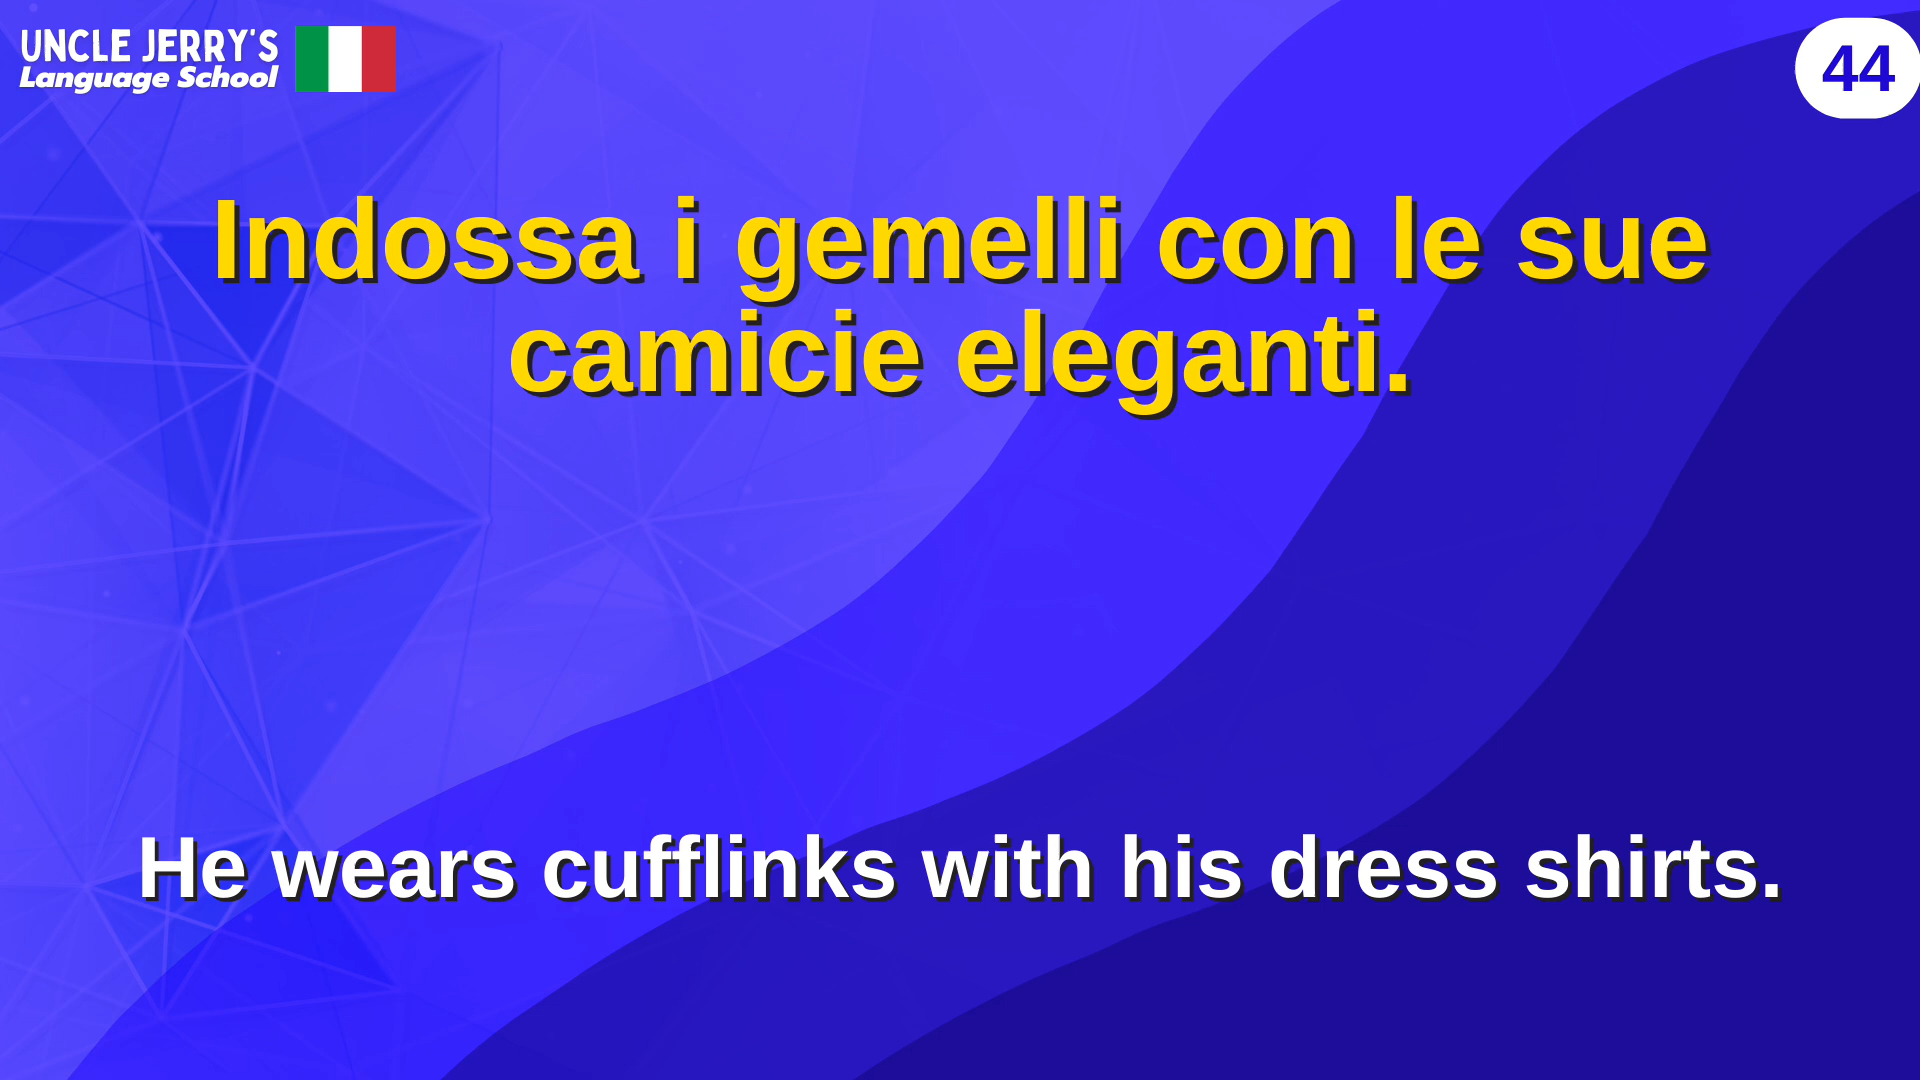 UNCLE JERRY'S
Language School
44
Indossa i gemelli con le sue
camicie eleganti.
He wears cufflinks with his dress shirts.